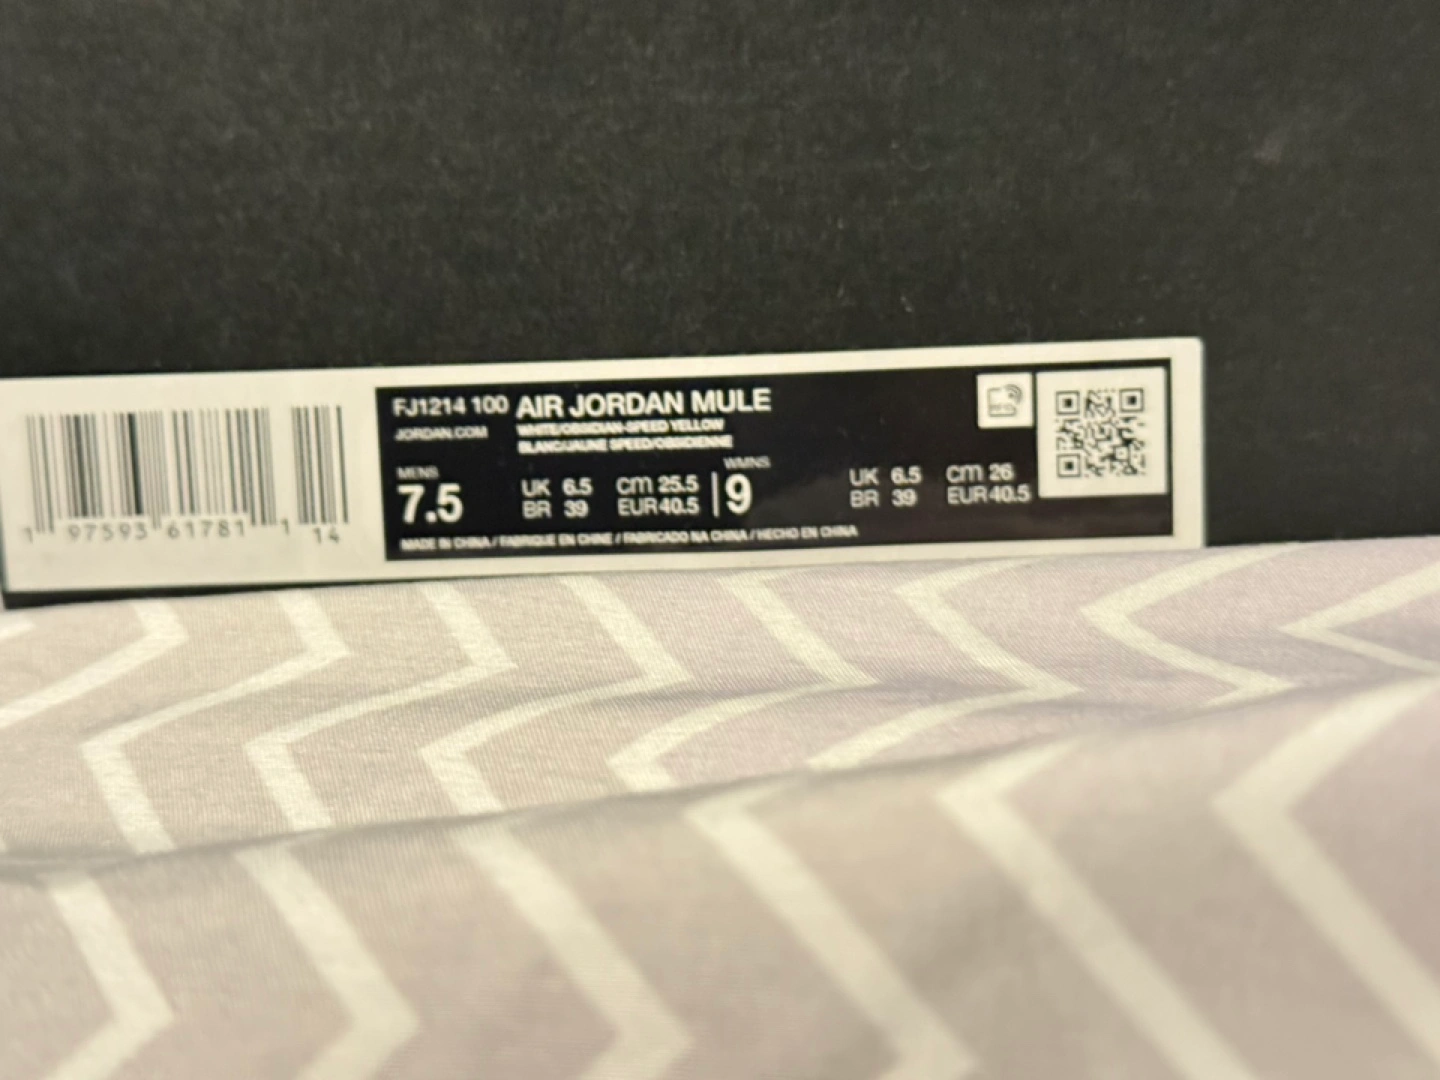 FJ1214 100 AIR JORDAN MULE
JORDAN.COM WHITE/OBSIDIAN-SPEED YELLOW
BLANC/JAUNE SPEED/OBSCIENNE
MENS WMNS
7.5 UK 6.5 cm 25.5 9 UK 6.5 cm 26
BR 39 EUR 40.5 BR 39 EUR 40.5
MADE IN CHINA / FABRIQUE EN CHINE / FABRICADO NA CHINA / HECHO EN CHINA
1 97593 61781 1 14